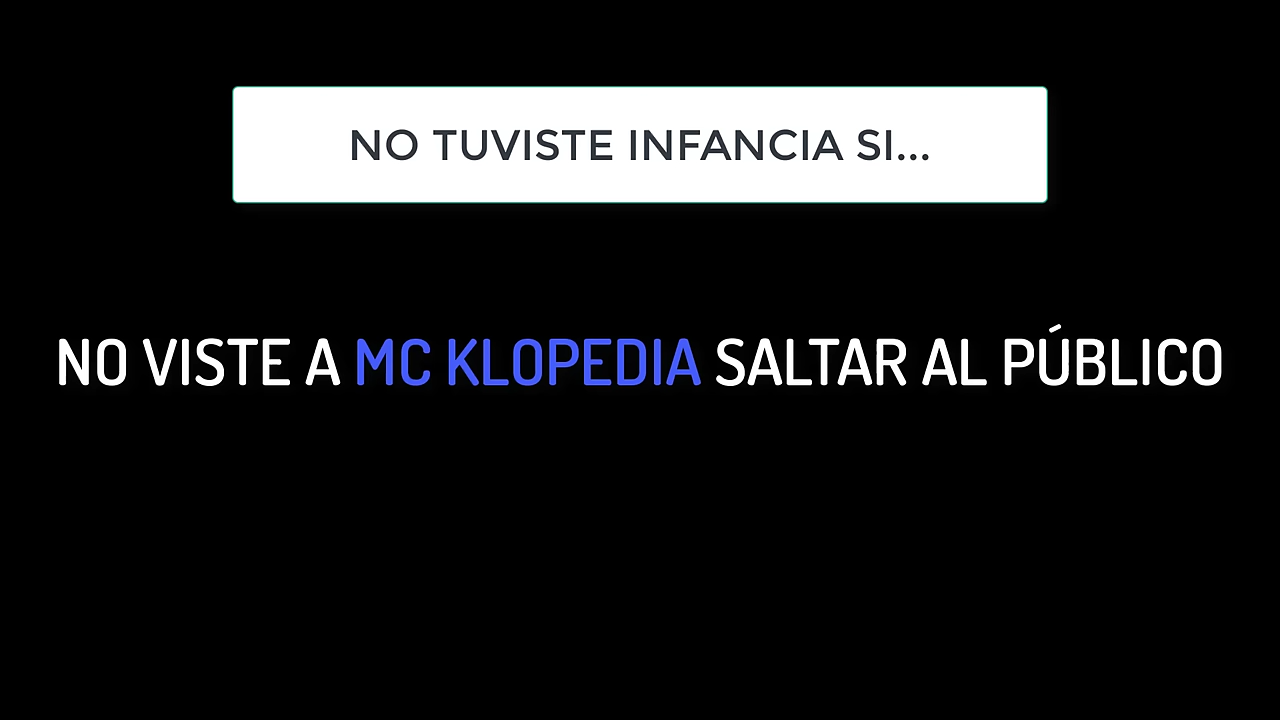 NO TUVISTE INFANCIA SI...
NO VISTE A MC KLOPEDIA SALTAR AL PÚBLICO